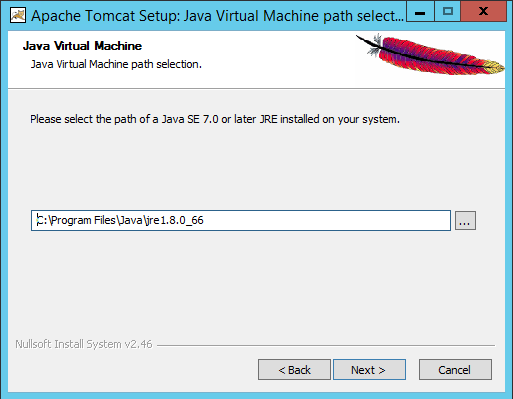 Apache Tomcat Setup: Java Virtual Machine path select...
Java Virtual Machine
Java Virtual Machine path selection.
Please select the path of a Java SE 7.0 or later JRE installed on your system.
C:\Program Files\Java\jre1.8.0_66
...
Nullsoft Install System v2.46
< Back
Next >
Cancel